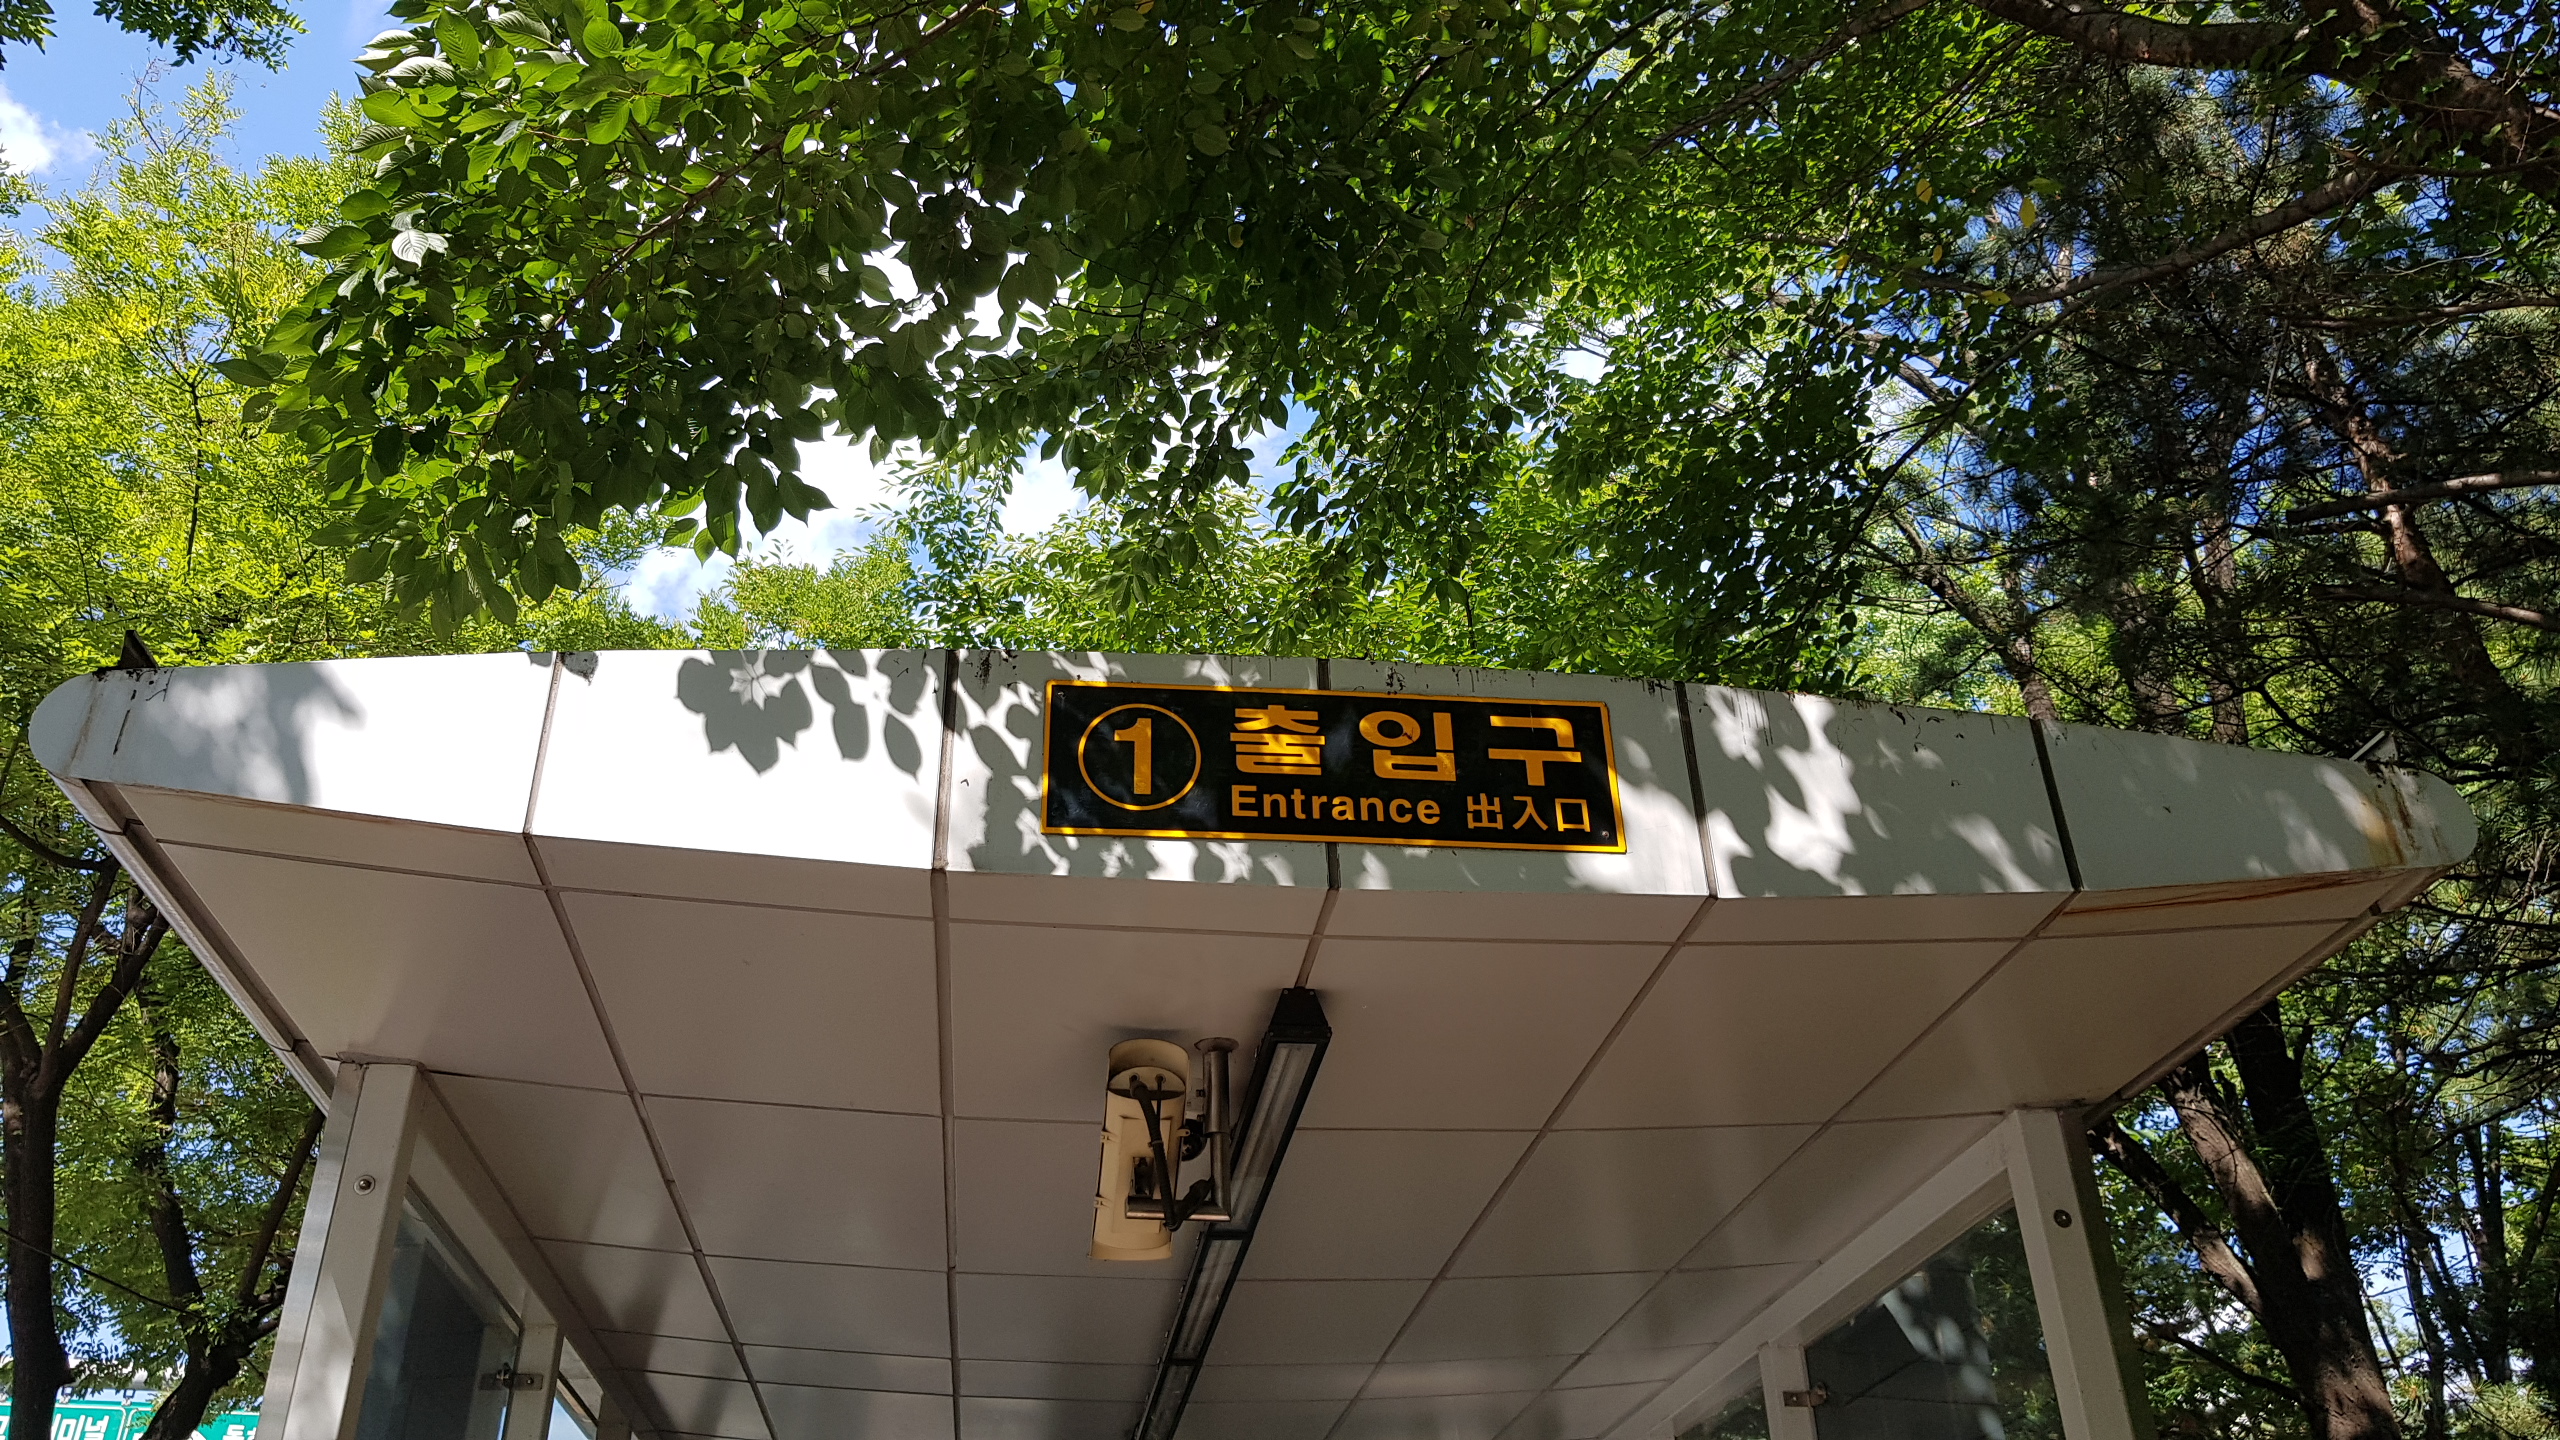 ① 출입구
Entrance 出入口